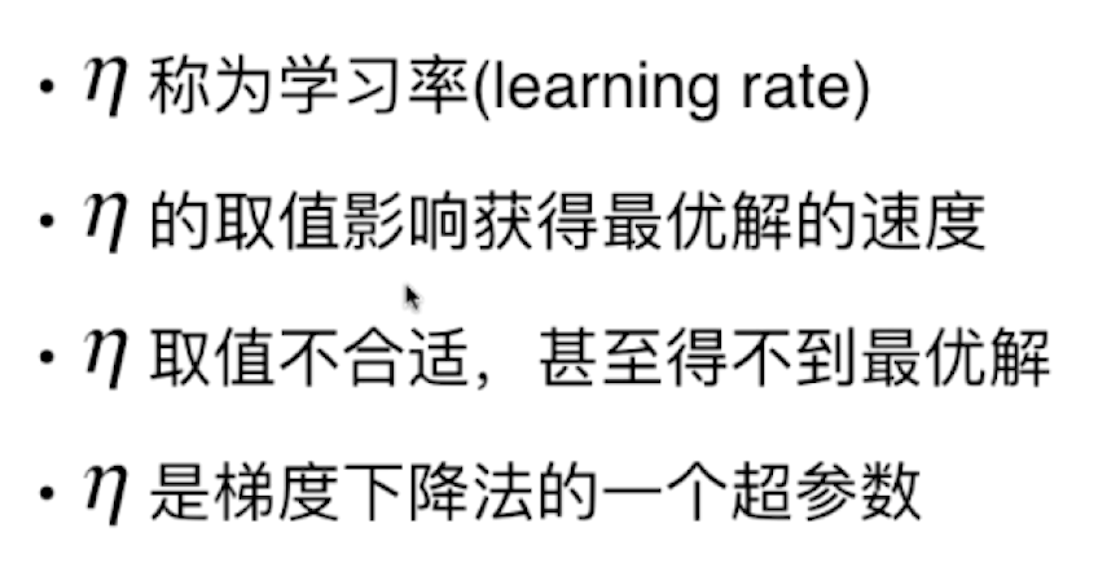 • η 称为学习率(learning rate)
• η 的取值影响获得最优解的速度
• η 取值不合适，甚至得不到最优解
• η 是梯度下降法的一个超参数